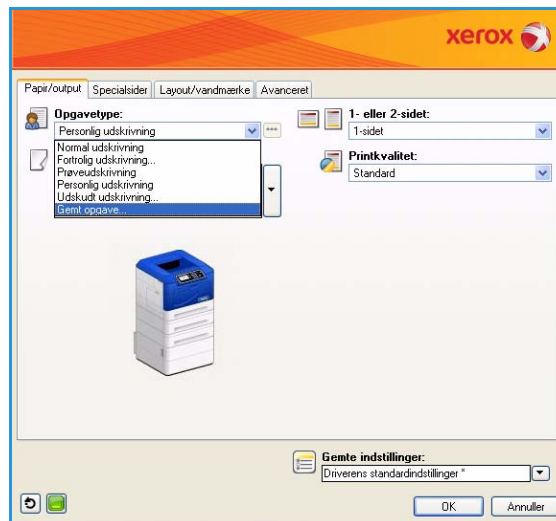 xerox
Papir/output Specialsider Layout/vandmærke Avanceret
Opgavetype:
Personlig udskrivning
Normal udskrivning
Fortrolig udskrivning...
Prøveudskrivning
Personlig udskrivning
Udskudt udskrivning...
Gemt opgave...
1- eller 2-sidet:
1-sidet
Printkvalitet:
Standard
Gemte indstillinger:
Driverens standardindstillinger *
OK Annuller